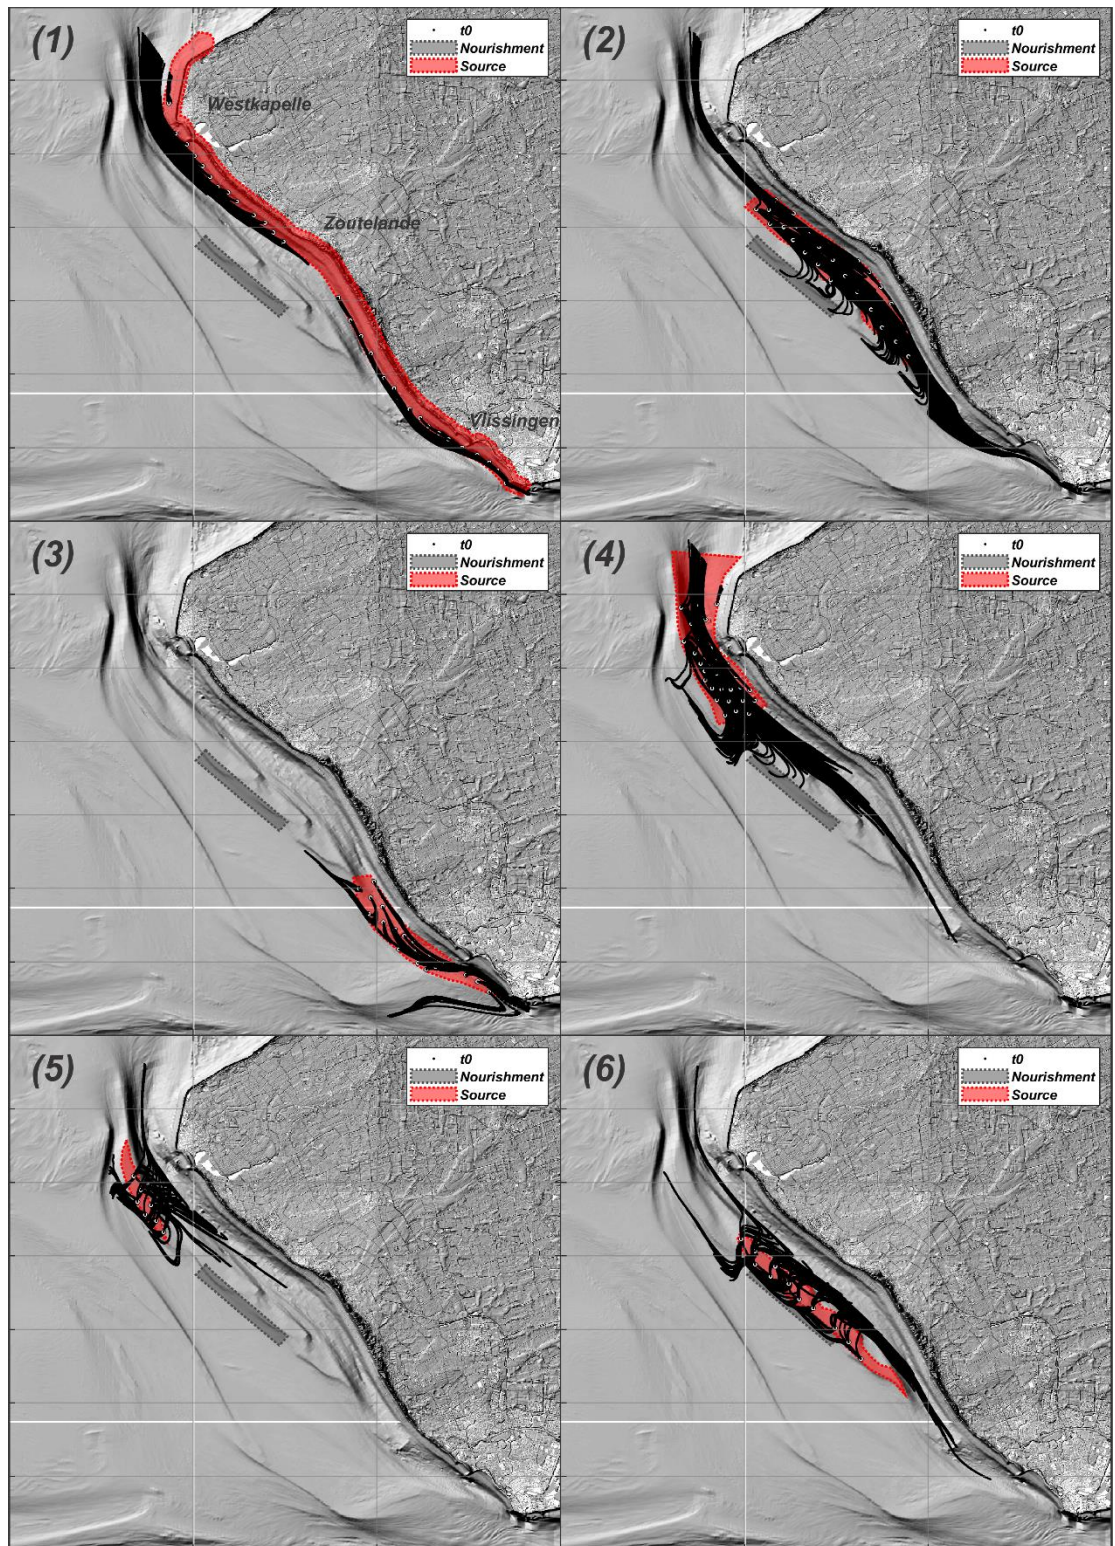 (1)
t0
Nourishment
Source
Westkapelle
Zoutelande
Vlissingen
(2)
t0
Nourishment
Source
(3)
t0
Nourishment
Source
(4)
t0
Nourishment
Source
(5)
t0
Nourishment
Source
(6)
t0
Nourishment
Source